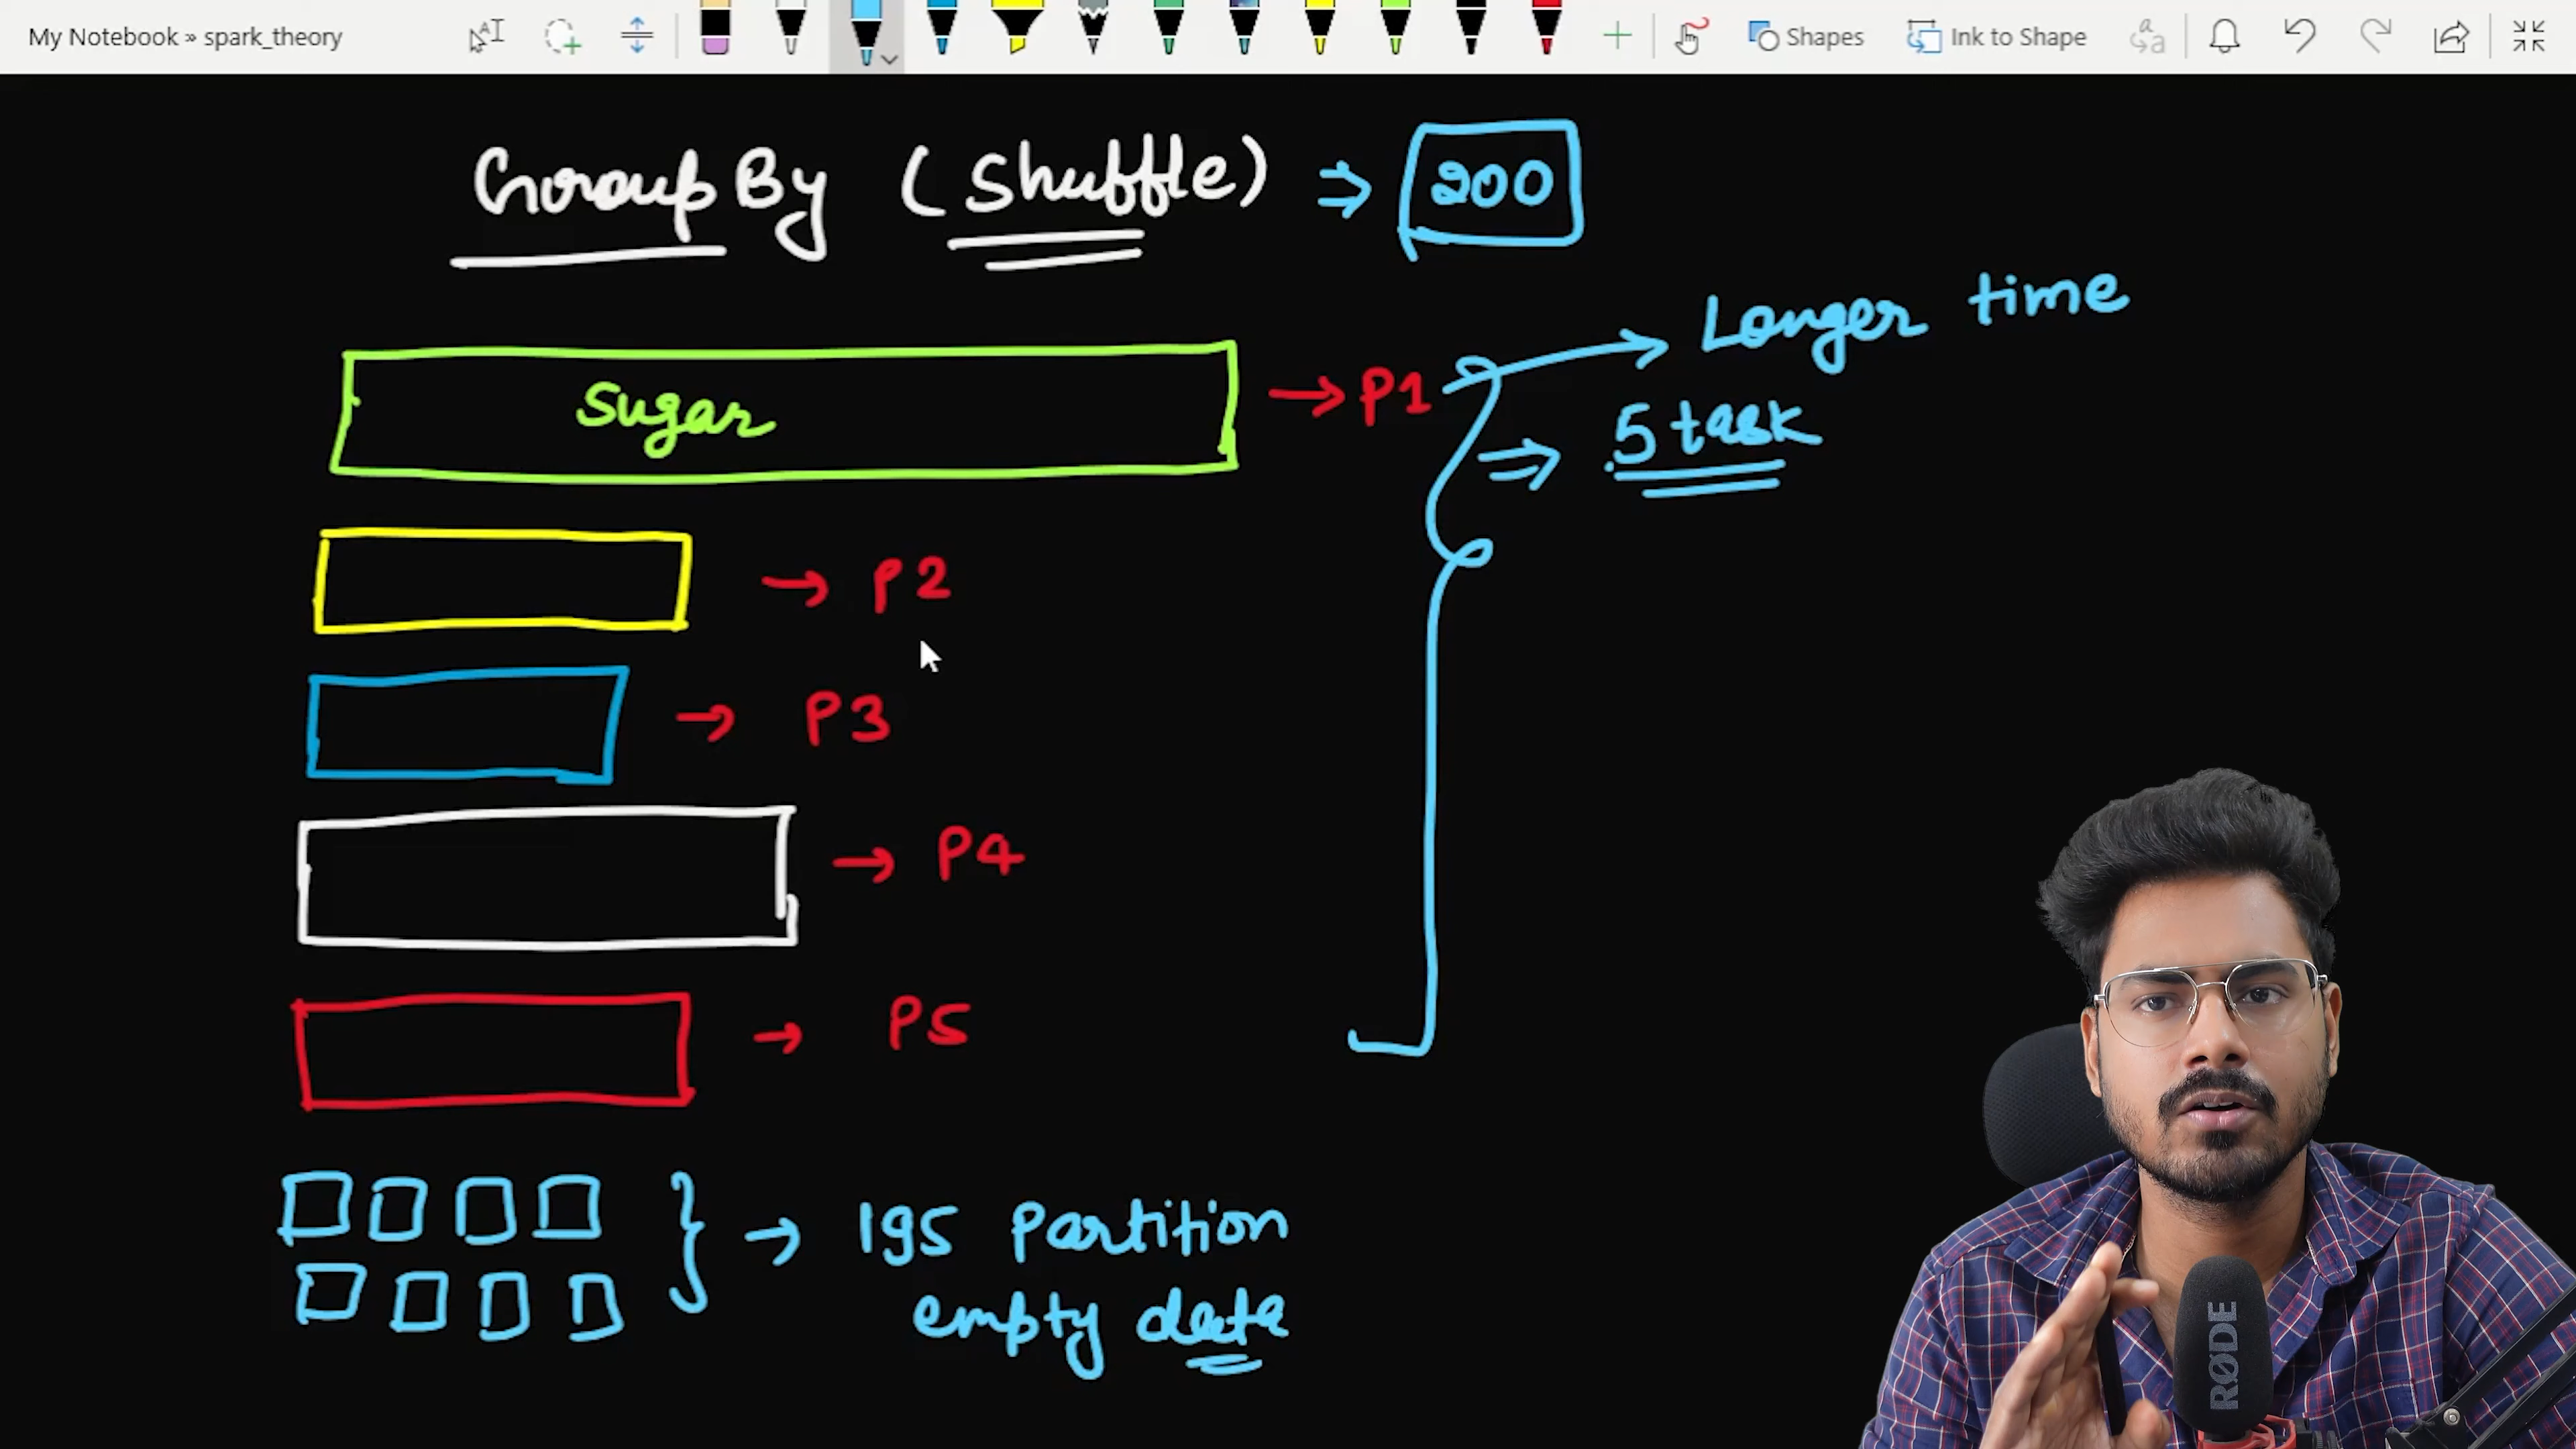 My Notebook » spark_theory
Shapes
Ink to Shape
GroupBy (Shuffle) ⇒ 200
Longer time
Sugar → P1
⇒ 5 task
→ P2
→ P3
→ P4
→ P5
→ 195 Partition
empty data
RØDE